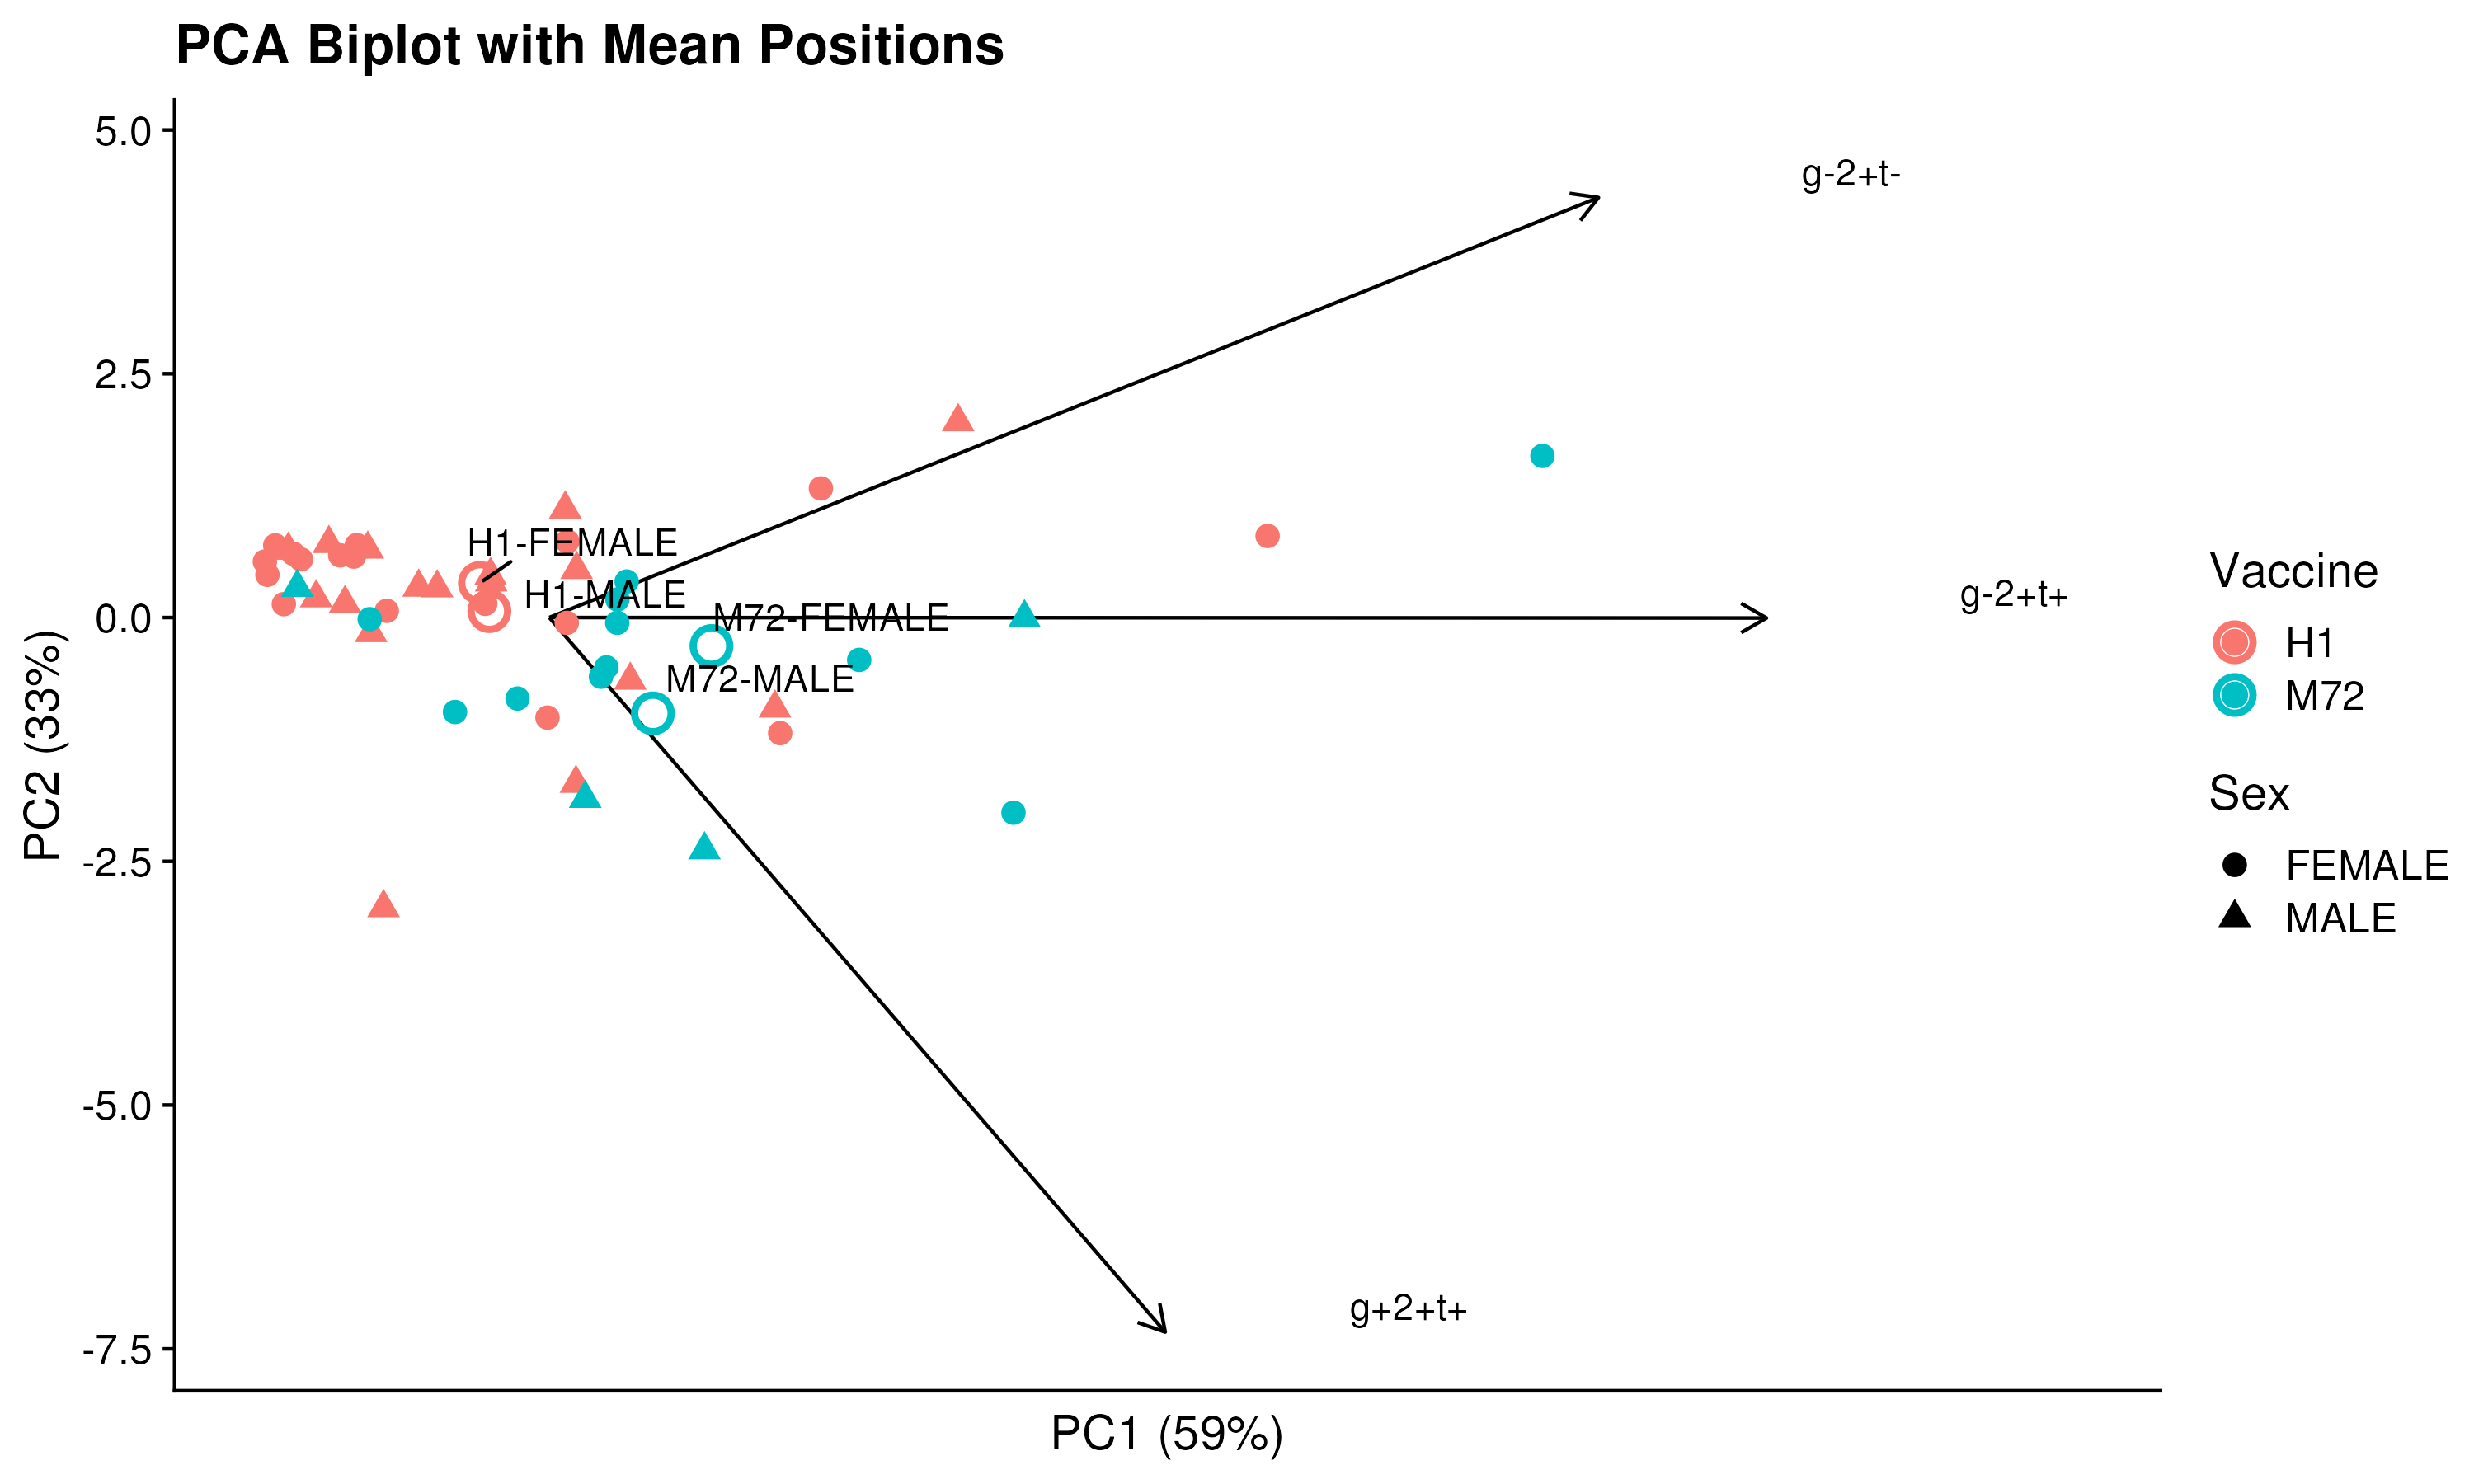 PCA Biplot with Mean Positions
5.0
2.5
0.0
-2.5
-5.0
-7.5
PC2 (33%)
PC1 (59%)
g-2+t-
g-2+t+
g+2+t+
H1-FEMALE
H1-MALE
M72-FEMALE
M72-MALE
Vaccine
H1
M72
Sex
FEMALE
MALE